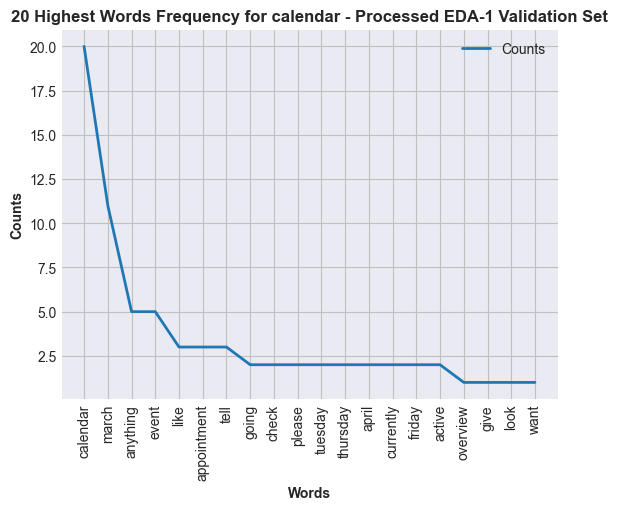 20 Highest Words Frequency for calendar - Processed EDA-1 Validation Set
Counts
20.0
17.5
15.0
12.5
10.0
7.5
5.0
2.5
Counts
calendar
march
anything
event
like
appointment
tell
going
check
please
tuesday
thursday
april
currently
friday
active
overview
give
look
want
Words